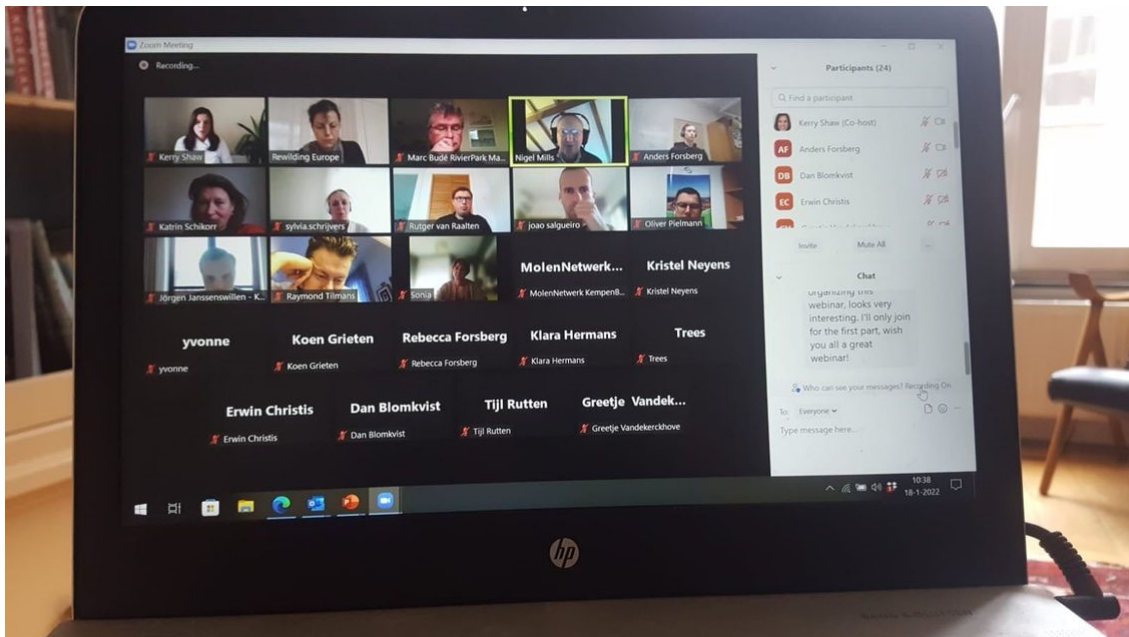 Zoom Meeting
Recording...
Kerry Shaw
Rewilding Europe
Marc Budé RivierPark Ma...
Nigel Mills
Anders Forsberg
Katrin Schikorr
sylvia.schrijvers
Rutger van Raalten
joao salgueiro
Oliver Pielmann
Jörgen Janssenswillen - K...
Raymond Tilmans
Sonja
MolenNetwerk...
MolenNetwerk KempenB...
Kristel Neyens
Kristel Neyens
yvonne
yvonne
Koen Grieten
Koen Grieten
Rebecca Forsberg
Rebecca Forsberg
Klara Hermans
Klara Hermans
Trees
Trees
Erwin Christis
Erwin Christis
Dan Blomkvist
Dan Blomkvist
Tijl Rutten
Tijl Rutten
Greetje Vandek...
Greetje Vandekerckhove
Participants (24)
Find a participant
Kerry Shaw (Co-host)
AF Anders Forsberg
DB Dan Blomkvist
EC Erwin Christis
Invite
Mute All
...
Chat
organizing this
webinar, looks very
interesting. I'll only join
for the first part, wish
you all a great
webinar!
Who can see your messages? Recording On
To: Everyone
Type message here...
10:38
18-1-2022
hp